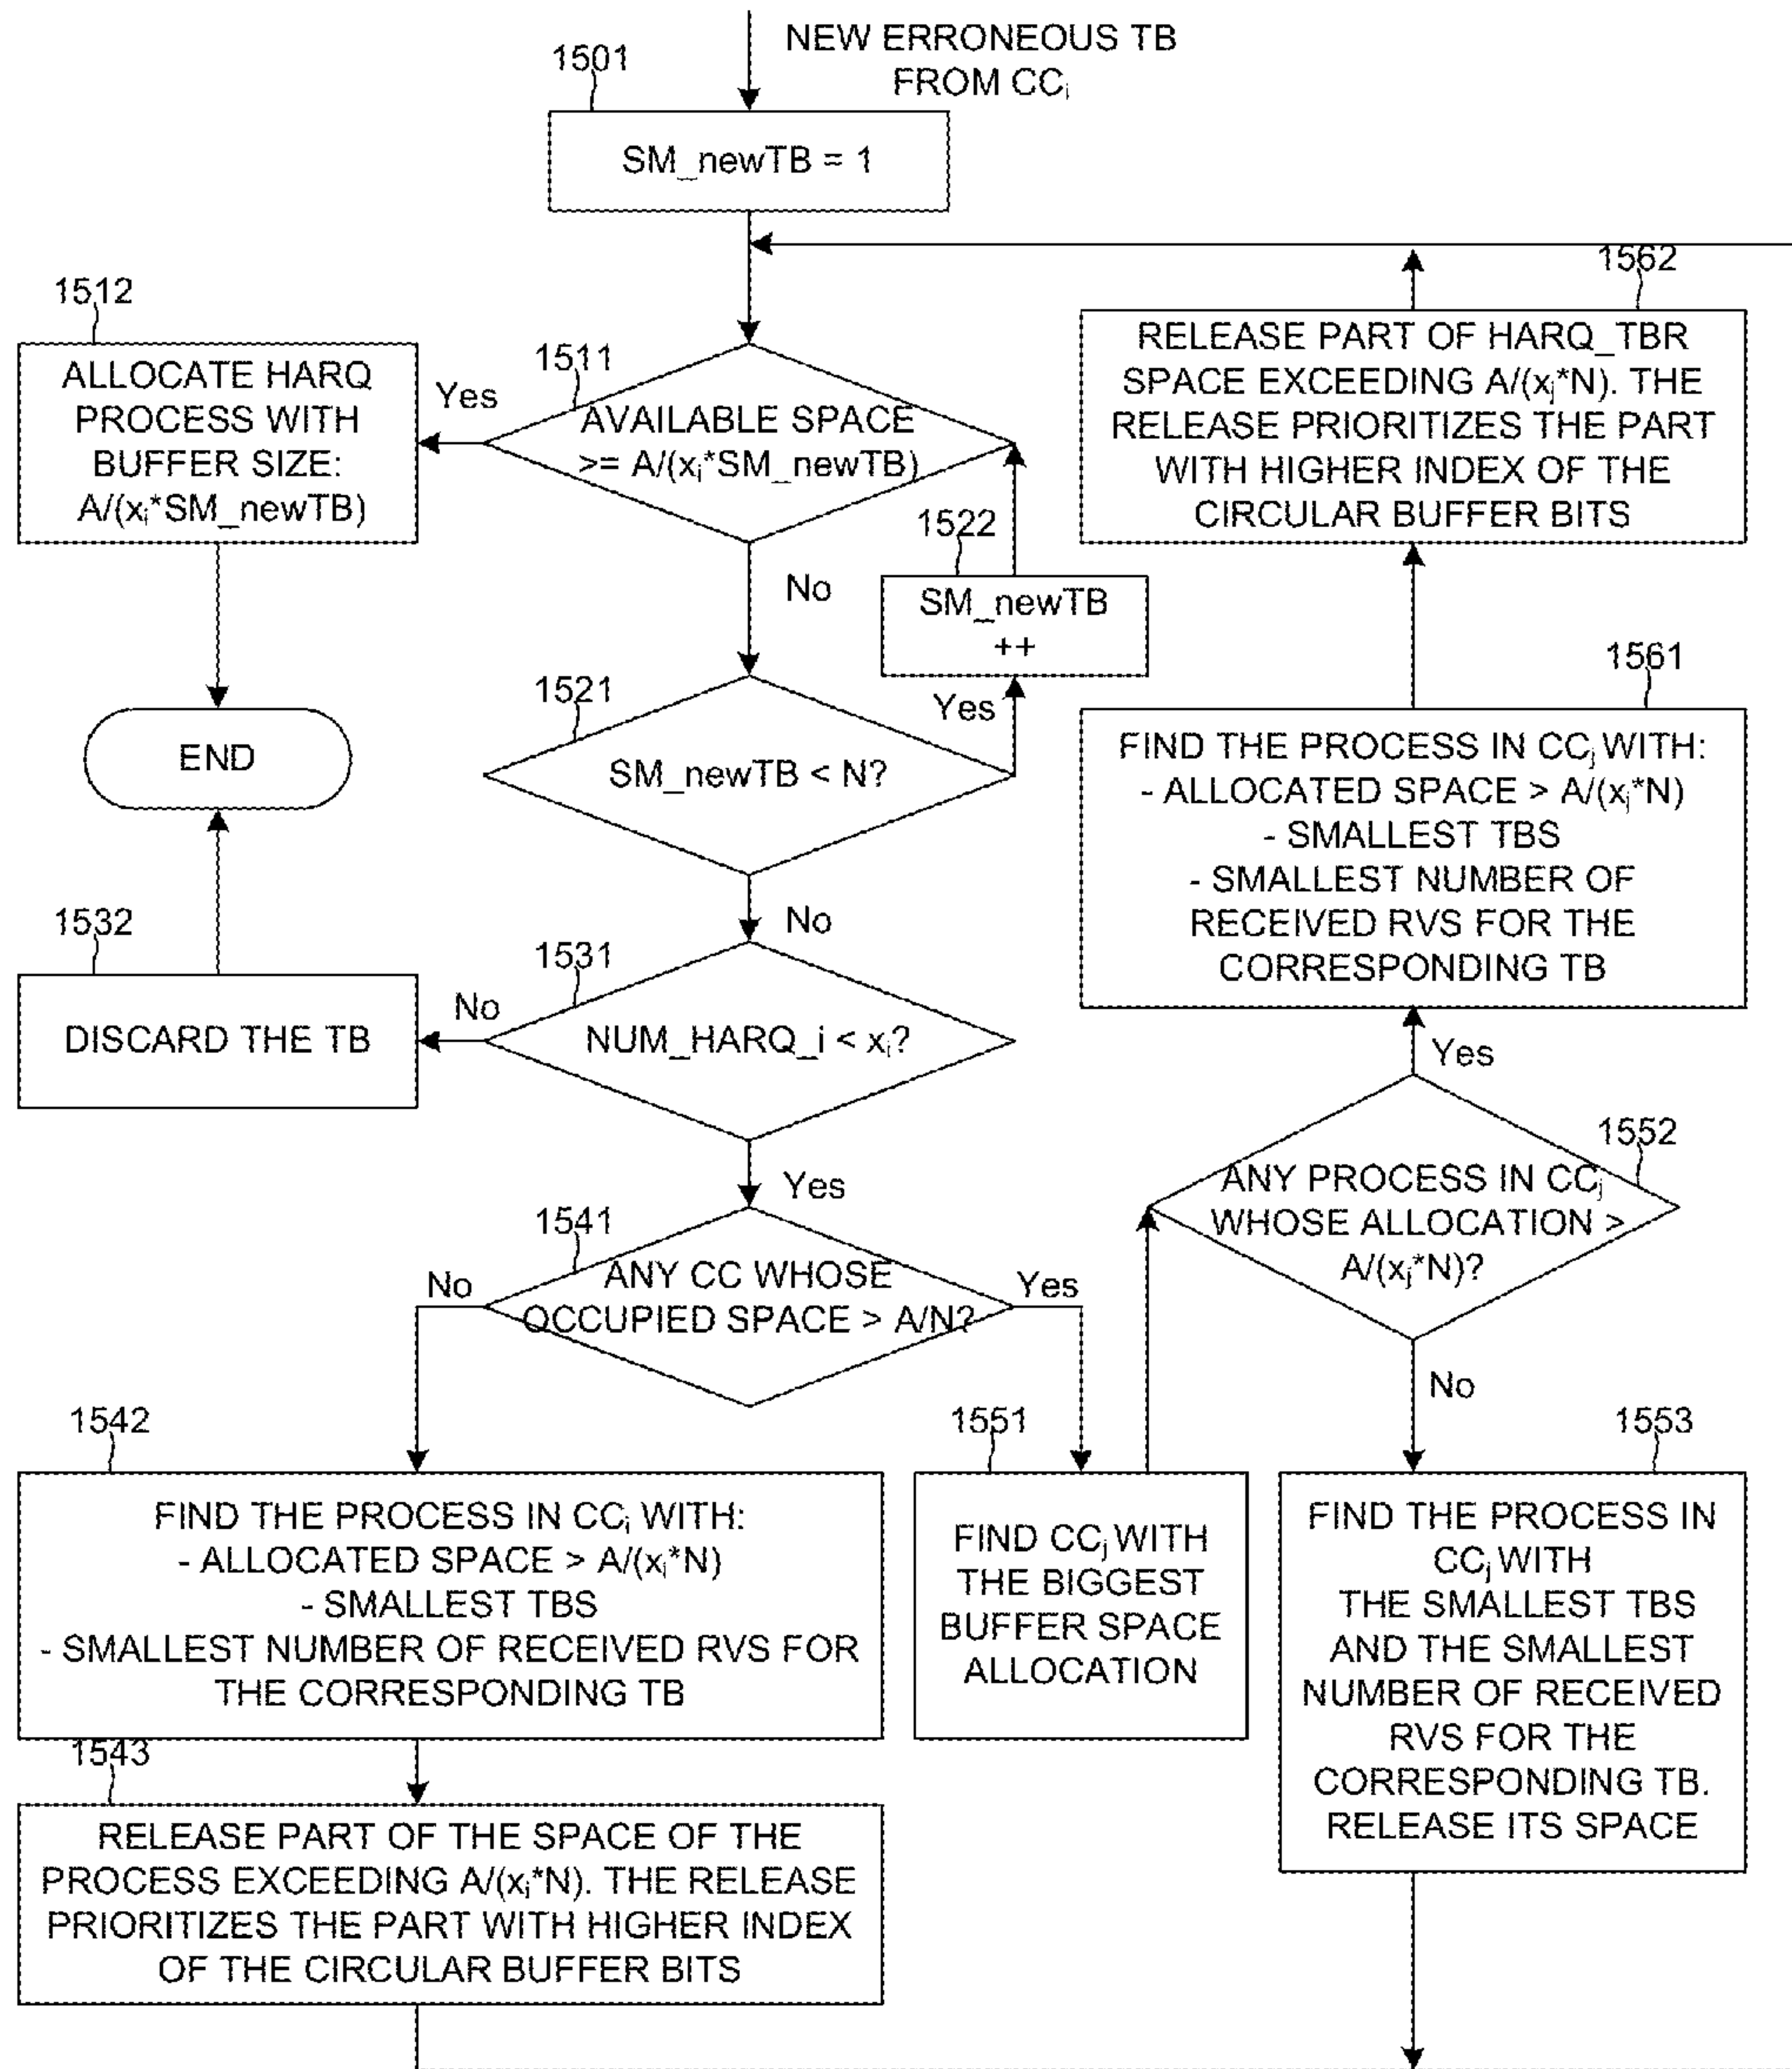 NEW ERRONEOUS TB
FROM CCi
1501
SM_newTB = 1
1512
ALLOCATE HARQ
PROCESS WITH
BUFFER SIZE:
A/(xi*SM_newTB)
Yes
1511
AVAILABLE SPACE
>= A/(xi*SM_newTB)
No
1522
SM_newTB
++
1562
RELEASE PART OF HARQ_TBR
SPACE EXCEEDING A/(xj*N). THE
RELEASE PRIORITIZES THE PART
WITH HIGHER INDEX OF THE
CIRCULAR BUFFER BITS
END
1521
SM_newTB < N?
Yes
No
1561
FIND THE PROCESS IN CCj WITH:
- ALLOCATED SPACE > A/(xj*N)
- SMALLEST TBS
- SMALLEST NUMBER OF
RECEIVED RVS FOR THE
CORRESPONDING TB
1532
DISCARD THE TB
No
1531
NUM_HARQ_i < xi?
Yes
Yes
1552
ANY PROCESS IN CCj
WHOSE ALLOCATION >
A/(xj*N)?
No
1541
No
ANY CC WHOSE
OCCUPIED SPACE > A/N?
Yes
1542
FIND THE PROCESS IN CCi WITH:
- ALLOCATED SPACE > A/(xi*N)
- SMALLEST TBS
- SMALLEST NUMBER OF RECEIVED RVS FOR
THE CORRESPONDING TB
1551
FIND CCj WITH
THE BIGGEST
BUFFER SPACE
ALLOCATION
1553
FIND THE PROCESS IN
CCj WITH
THE SMALLEST TBS
AND THE SMALLEST
NUMBER OF RECEIVED
RVS FOR THE
CORRESPONDING TB.
RELEASE ITS SPACE
1543
RELEASE PART OF THE SPACE OF THE
PROCESS EXCEEDING A/(xi*N). THE RELEASE
PRIORITIZES THE PART WITH HIGHER INDEX
OF THE CIRCULAR BUFFER BITS